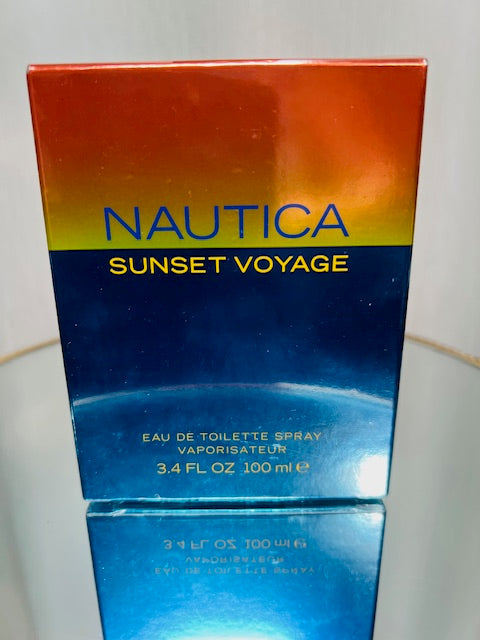 NAUTICA
SUNSET VOYAGE
EAU DE TOILETTE SPRAY
VAPORISATEUR
3.4 FL OZ 100 ml ℮